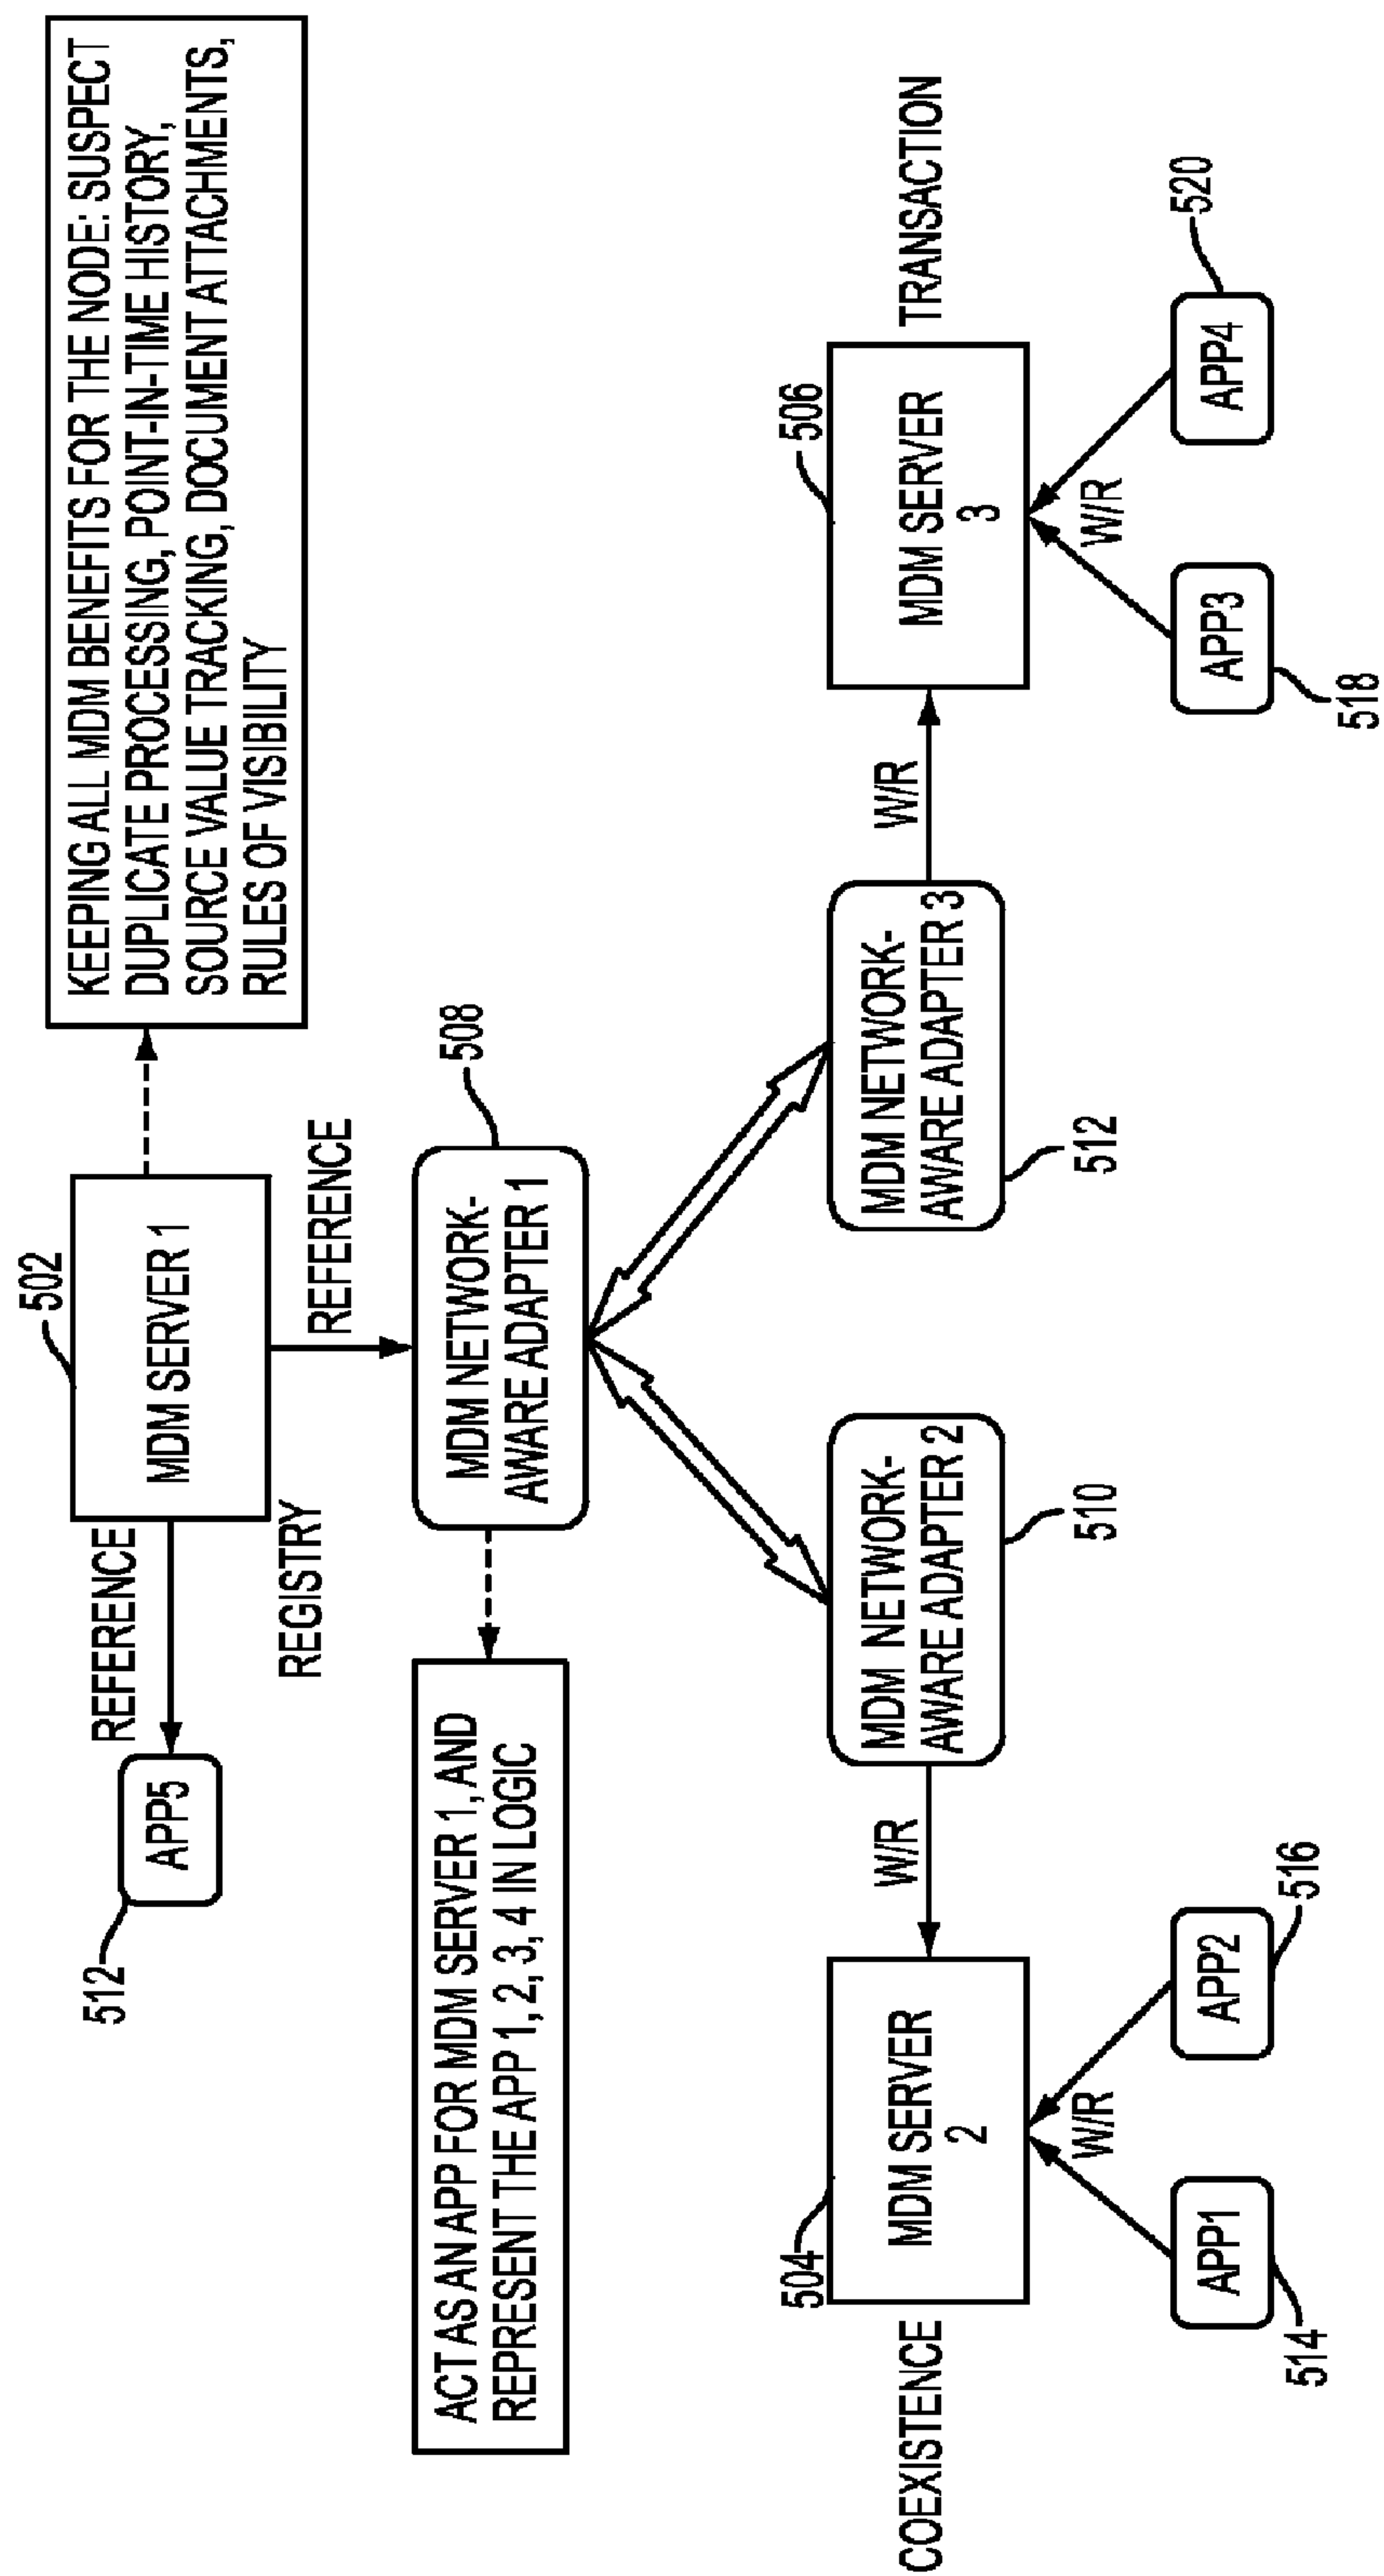 KEEPING ALL MDM BENEFITS FOR THE NODE: SUSPECT
DUPLICATE PROCESSING, POINT-IN-TIME HISTORY,
SOURCE VALUE TRACKING, DOCUMENT ATTACHMENTS,
RULES OF VISIBILITY
502
MDM SERVER 1
REFERENCE
APP5
512
REGISTRY
REFERENCE
508
MDM NETWORK-
AWARE ADAPTER 1
ACT AS AN APP FOR MDM SERVER 1, AND
REPRESENT THE APP 1, 2, 3, 4 IN LOGIC
COEXISTENCE
504
MDM SERVER
2
W/R
MDM NETWORK-
AWARE ADAPTER 2
510
MDM NETWORK-
AWARE ADAPTER 3
512
W/R
506
MDM SERVER
3
TRANSACTION
W/R
APP1
514
APP2
516
W/R
APP3
518
APP4
520